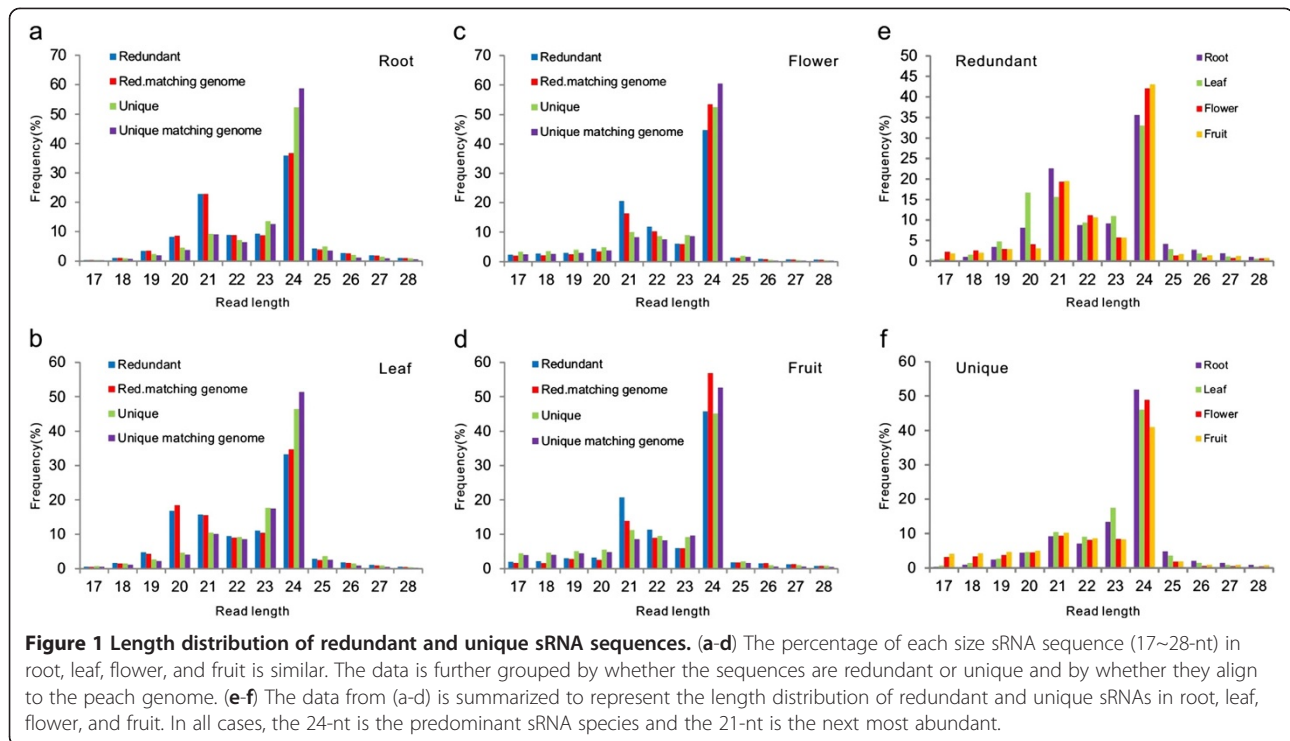 a
Root
Frequency(%)
70
60
50
40
30
20
10
0
Redundant
Red.matching genome
Unique
Unique matching genome
17 18 19 20 21 22 23 24 25 26 27 28
Read length
c
Flower
Frequency(%)
70
60
50
40
30
20
10
0
Redundant
Red.matching genome
Unique
Unique matching genome
17 18 19 20 21 22 23 24 25 26 27 28
Read length
e
Redundant
Frequency(%)
50
45
40
35
30
25
20
15
10
5
0
Root
Leaf
Flower
Fruit
17 18 19 20 21 22 23 24 25 26 27 28
Read length
b
Leaf
Frequency(%)
60
50
40
30
20
10
0
Redundant
Red.matching genome
Unique
Unique matching genome
17 18 19 20 21 22 23 24 25 26 27 28
Read length
d
Fruit
Frequency(%)
60
50
40
30
20
10
0
Redundant
Red.matching genome
Unique
Unique matching genome
17 18 19 20 21 22 23 24 25 26 27 28
Read length
f
Unique
Frequency(%)
60
50
40
30
20
10
0
Root
Leaf
Flower
Fruit
17 18 19 20 21 22 23 24 25 26 27 28
Read length
Figure 1 Length distribution of redundant and unique sRNA sequences. (a-d) The percentage of each size sRNA sequence (17~28-nt) in
root, leaf, flower, and fruit is similar. The data is further grouped by whether the sequences are redundant or unique and by whether they align
to the peach genome. (e-f) The data from (a-d) is summarized to represent the length distribution of redundant and unique sRNAs in root, leaf,
flower, and fruit. In all cases, the 24-nt is the predominant sRNA species and the 21-nt is the next most abundant.